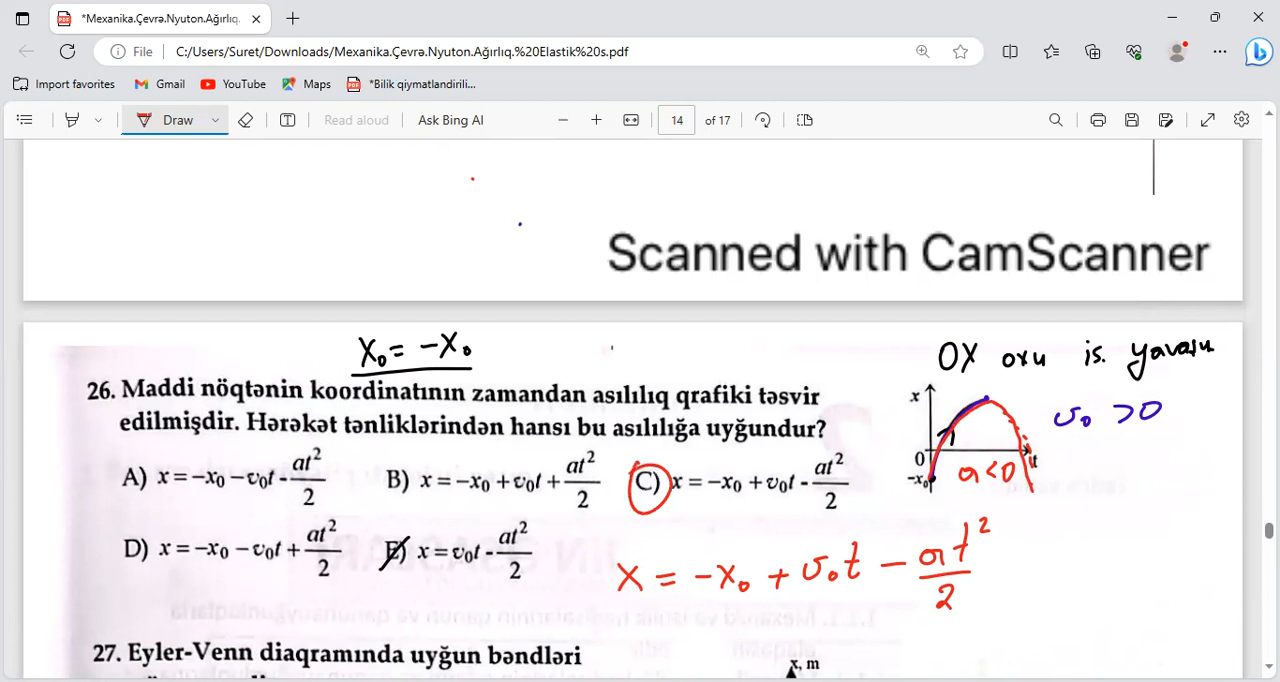 *Mexanika.Çevrə.Nyuton.Ağırlıq.
File C:/Users/Suret/Downloads/Mexanika.Çevrə.Nyuton.Ağırlıq.%20Elastik%20s.pdf
Import favorites Gmail YouTube Maps *Bilik qiymatlandirili...
Draw Read aloud Ask Bing AI 14 of 17
Scanned with CamScanner
X₀ = -X₀
OX oxu is. yavaşı
26. Maddi nöqtənin koordinatının zamandan asılılıq qrafiki təsvir
edilmişdir. Hərəkət tənliklərindən hansı bu asılılığa uyğundur?
x
υ₀ > 0
0 t
-x₀ a<0
A) x = -x₀ - υ₀t - at²/2 B) x = -x₀ + υ₀t + at²/2 C) x = -x₀ + υ₀t - at²/2
D) x = -x₀ - υ₀t + at²/2 E) x = υ₀t - at²/2
x = -x₀ + υ₀t - at²/2
27. Eyler-Venn diaqramında uyğun bəndləri
x, m